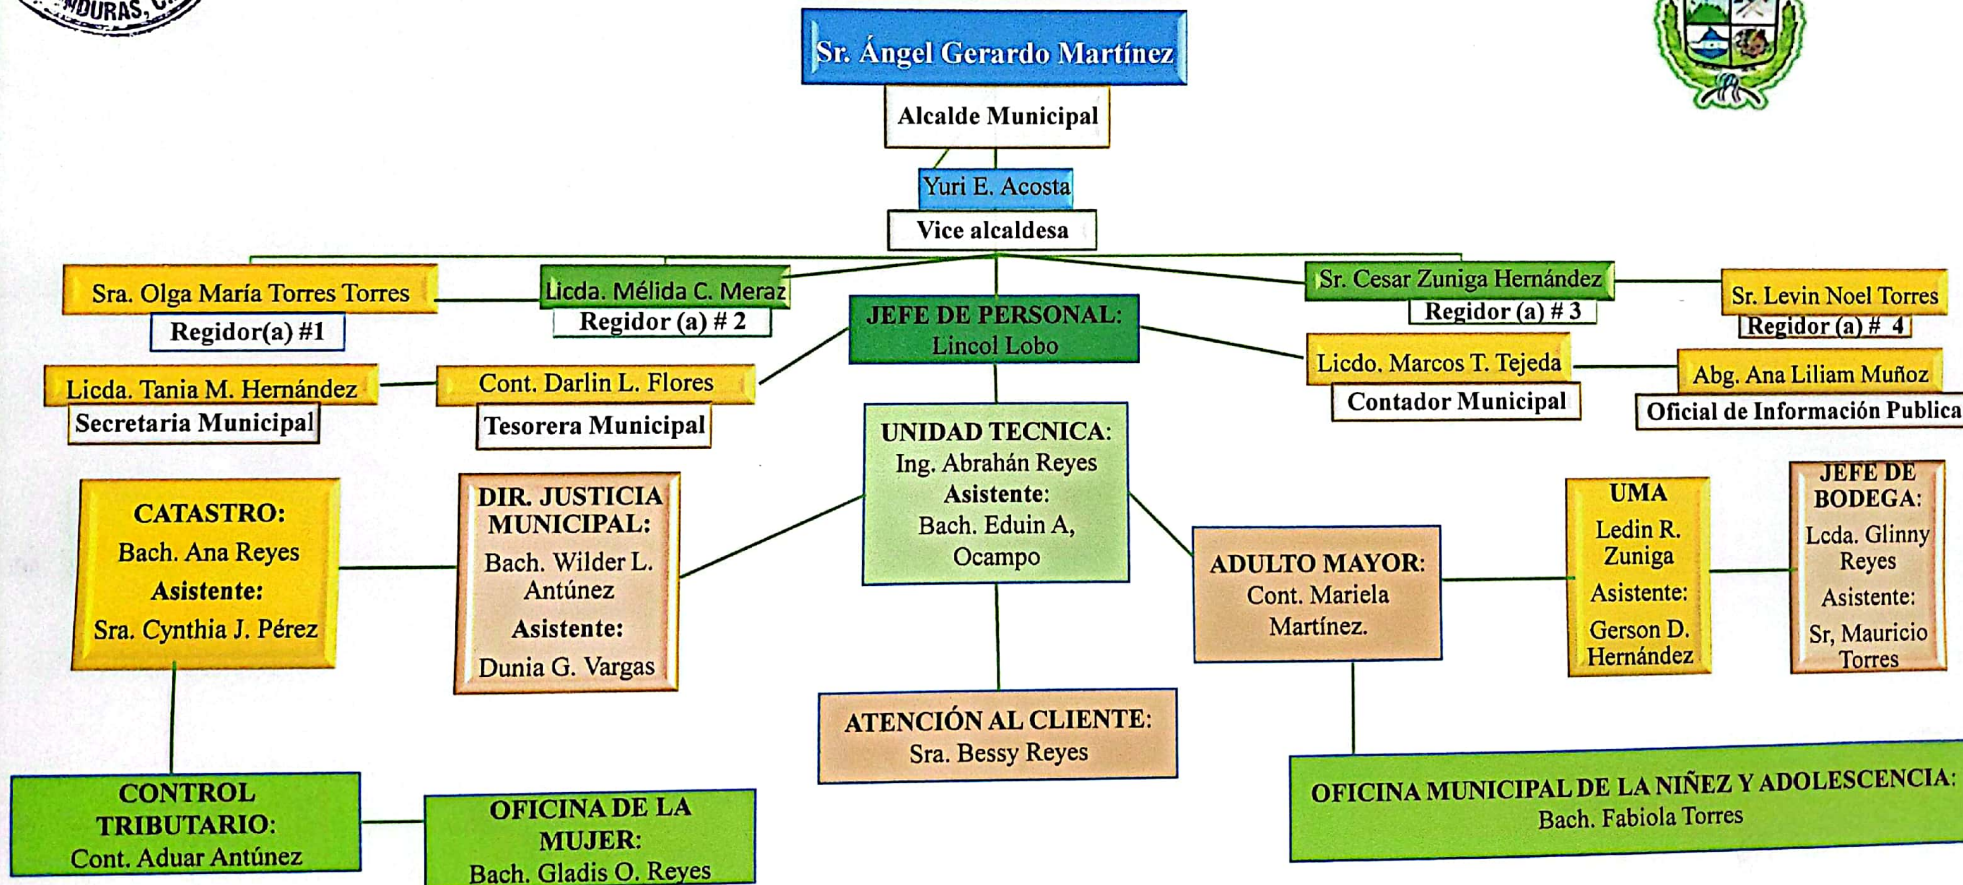 NDURAS, C.
Sr. Ángel Gerardo Martínez
Alcalde Municipal
Yuri E. Acosta
Vice alcaldesa
Sra. Olga María Torres Torres
Regidor(a) #1
Licda. Mélida C. Meraz
Regidor (a) # 2
Sr. Cesar Zuniga Hernández
Regidor (a) # 3
Sr. Levin Noel Torres
Regidor (a) # 4
JEFE DE PERSONAL:
Lincol Lobo
Licda. Tania M. Hernández
Secretaria Municipal
Cont. Darlin L. Flores
Tesorera Municipal
Licdo. Marcos T. Tejeda
Contador Municipal
Abg. Ana Liliam Muñoz
Oficial de Información Publica
UNIDAD TECNICA:
Ing. Abrahán Reyes
Asistente:
Bach. Eduin A,
Ocampo
CATASTRO:
Bach. Ana Reyes
Asistente:
Sra. Cynthia J. Pérez
DIR. JUSTICIA
MUNICIPAL:
Bach. Wilder L.
Antúnez
Asistente:
Dunia G. Vargas
ADULTO MAYOR:
Cont. Mariela
Martínez.
UMA
Ledin R.
Zuniga
Asistente:
Gerson D.
Hernández
JEFE DE
BODEGA:
Lcda. Glinny
Reyes
Asistente:
Sr, Mauricio
Torres
ATENCIÓN AL CLIENTE:
Sra. Bessy Reyes
CONTROL
TRIBUTARIO:
Cont. Aduar Antúnez
OFICINA DE LA
MUJER:
Bach. Gladis O. Reyes
OFICINA MUNICIPAL DE LA NIÑEZ Y ADOLESCENCIA:
Bach. Fabiola Torres